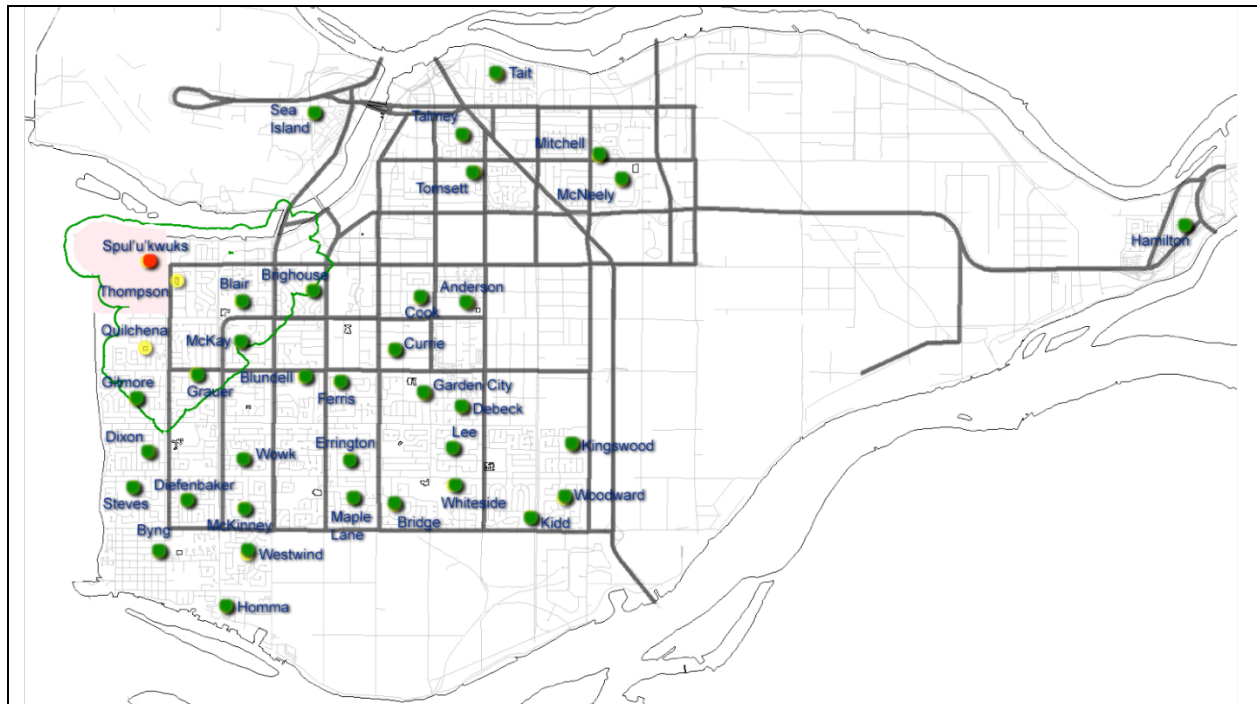 Tait
Sea
Island
Talmey
Mitchell
Tomsett
McNeely
Hamilton
Spul'u'kwuks
Thompson
Blair
Brighouse
Anderson
Cook
Quilchena
McKay
Currie
Gilmore
Grauer
Blundell
Ferris
Garden City
Debeck
Dixon
Wowk
Errington
Lee
Kingswood
Steves
Diefenbaker
Whiteside
Woodward
Byng
McKinney
Maple
Lane
Bridge
Kidd
Westwind
Homma